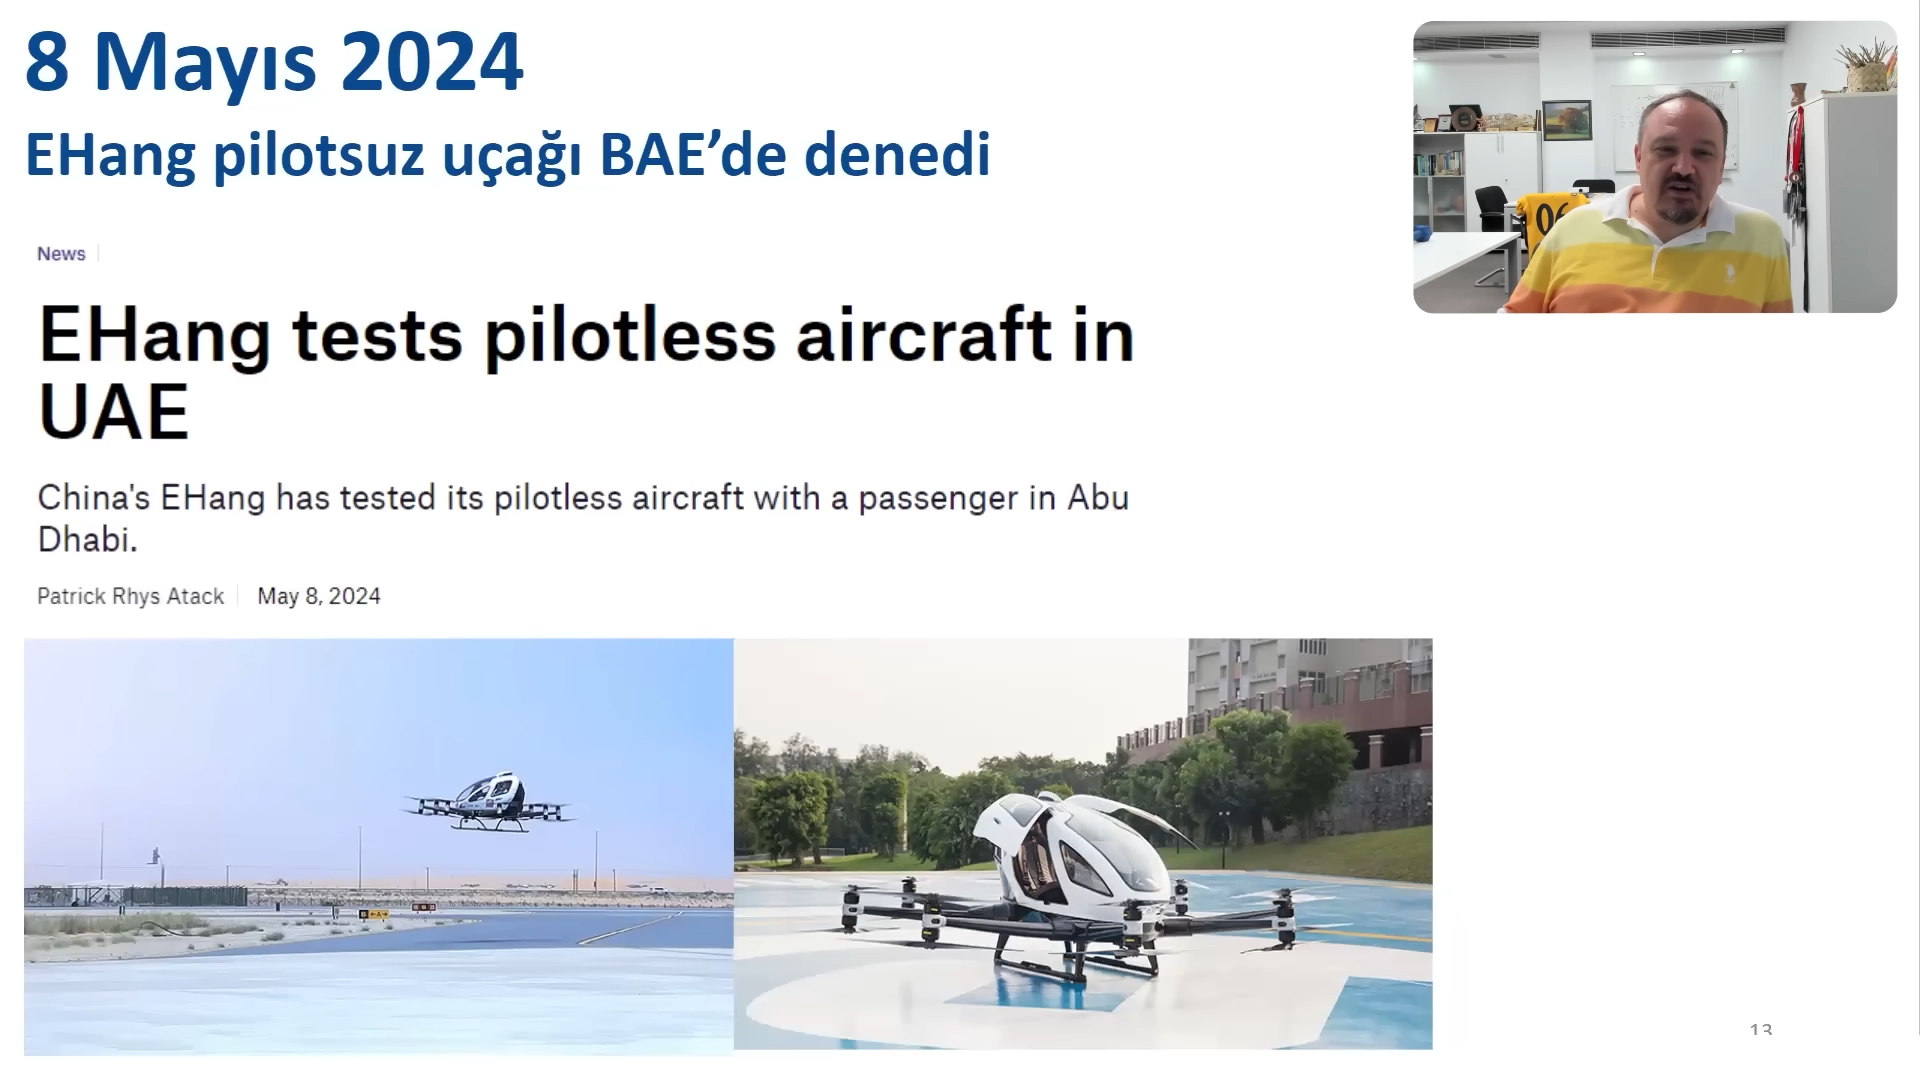 8 Mayıs 2024
EHang pilotsuz uçağı BAE’de denedi
News
EHang tests pilotless aircraft in
UAE
China's EHang has tested its pilotless aircraft with a passenger in Abu
Dhabi.
Patrick Rhys Atack May 8, 2024
06
13